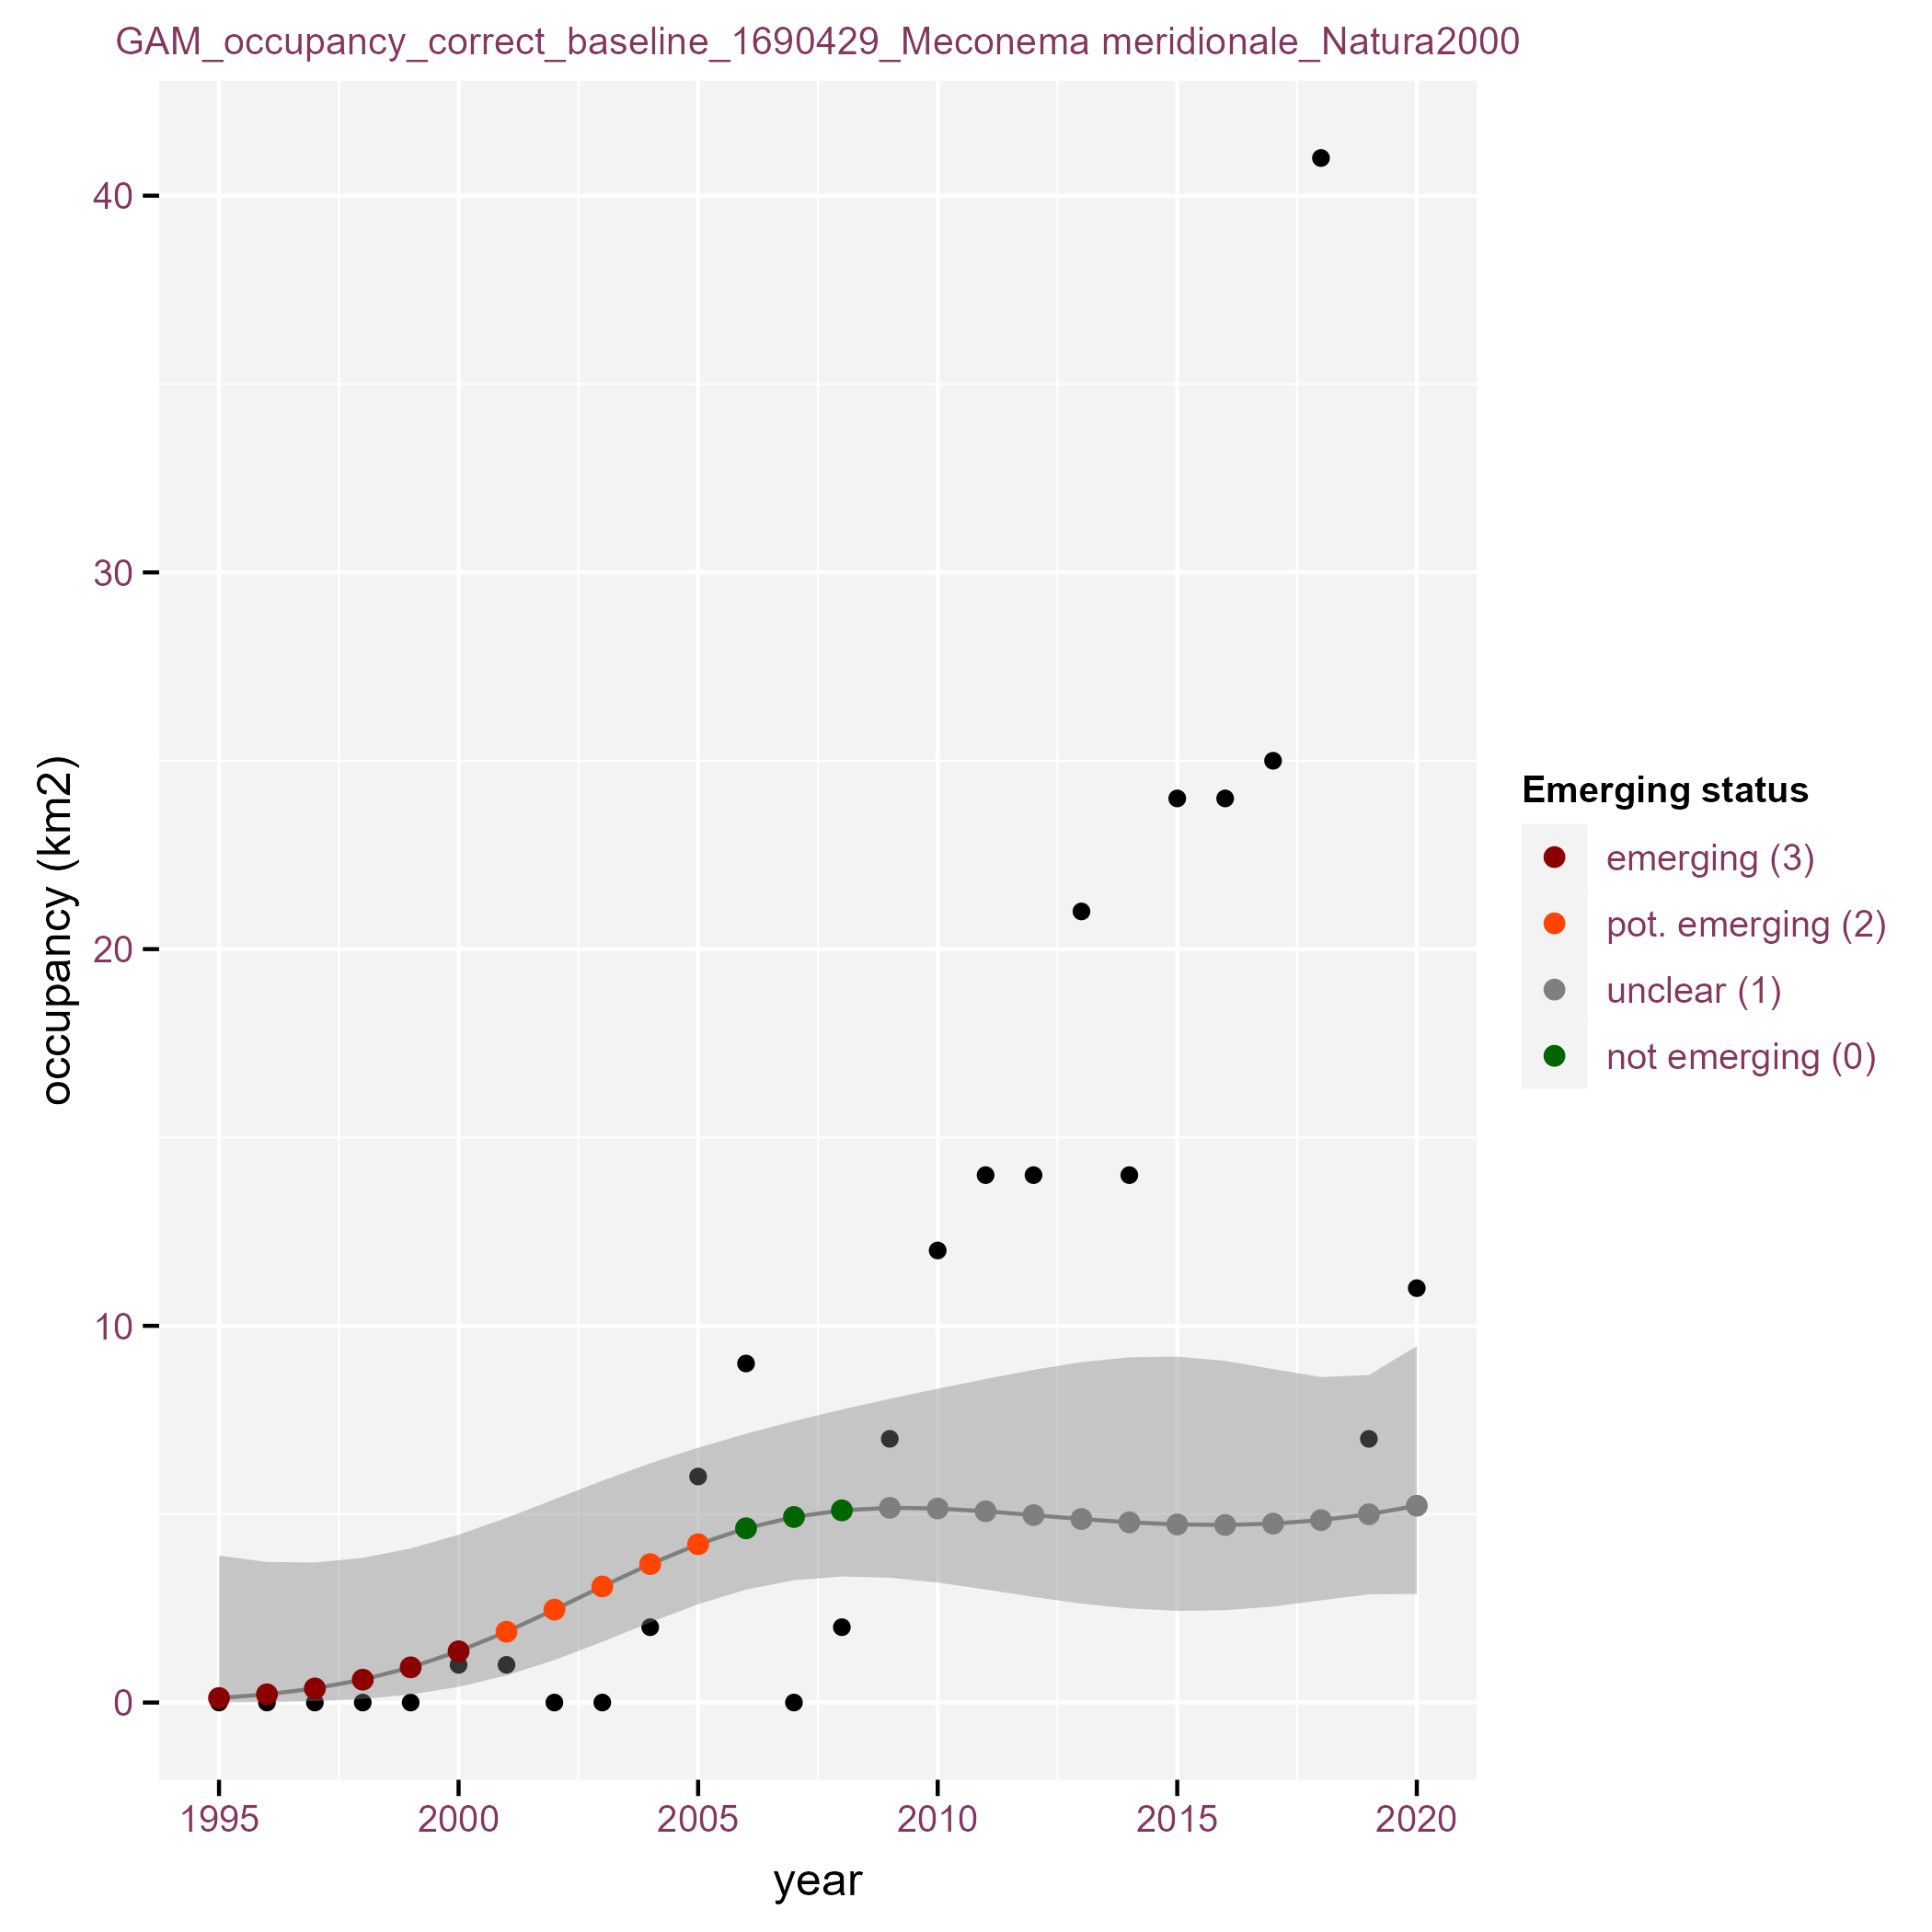 GAM_occupancy_correct_baseline_1690429_Meconema meridionale_Natura2000
occupancy (km2)
40
30
20
10
0
1995 2000 2005 2010 2015 2020
year
Emerging status
emerging (3)
pot. emerging (2)
unclear (1)
not emerging (0)